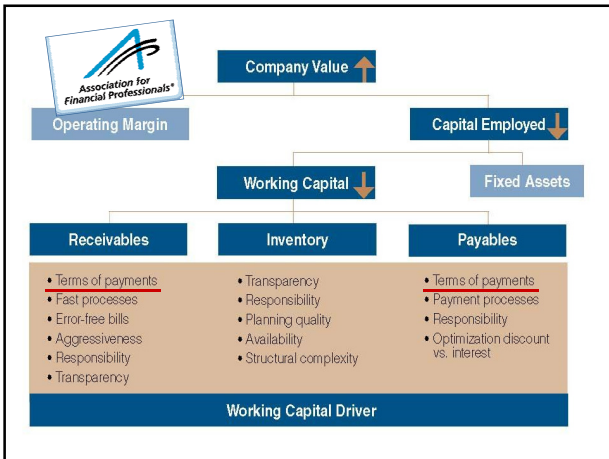 Association for
Financial Professionals®
Company Value
Operating Margin
Capital Employed
Working Capital
Fixed Assets
Receivables
Inventory
Payables
• Terms of payments
• Fast processes
• Error-free bills
• Aggressiveness
• Responsibility
• Transparency
• Transparency
• Responsibility
• Planning quality
• Availability
• Structural complexity
• Terms of payments
• Payment processes
• Responsibility
• Optimization discount
vs. interest
Working Capital Driver